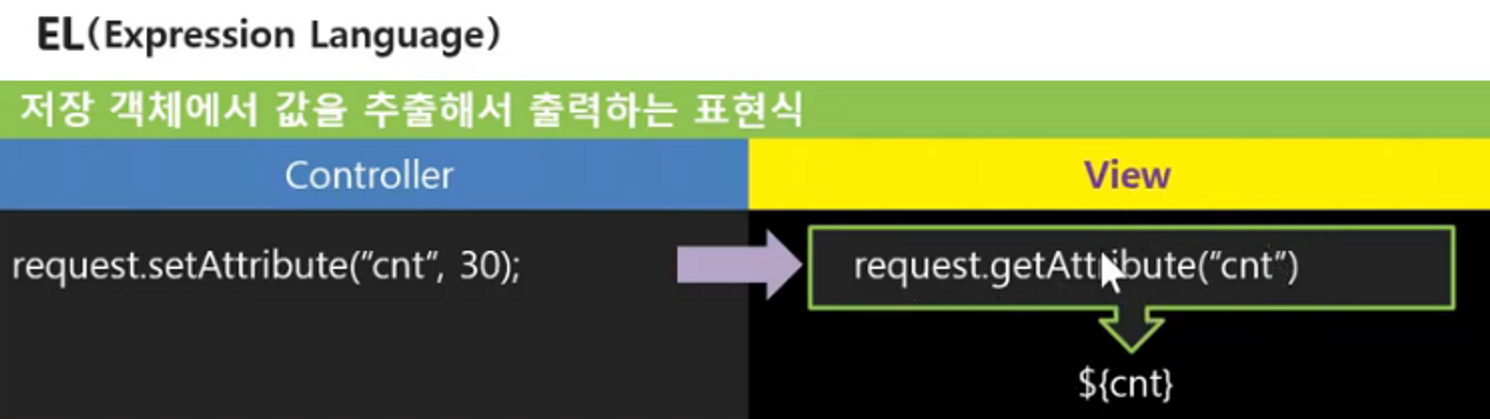 EL(Expression Language)
저장 객체에서 값을 추출해서 출력하는 표현식
Controller
View
request.setAttribute("cnt", 30);
request.getAttribute("cnt")
${cnt}